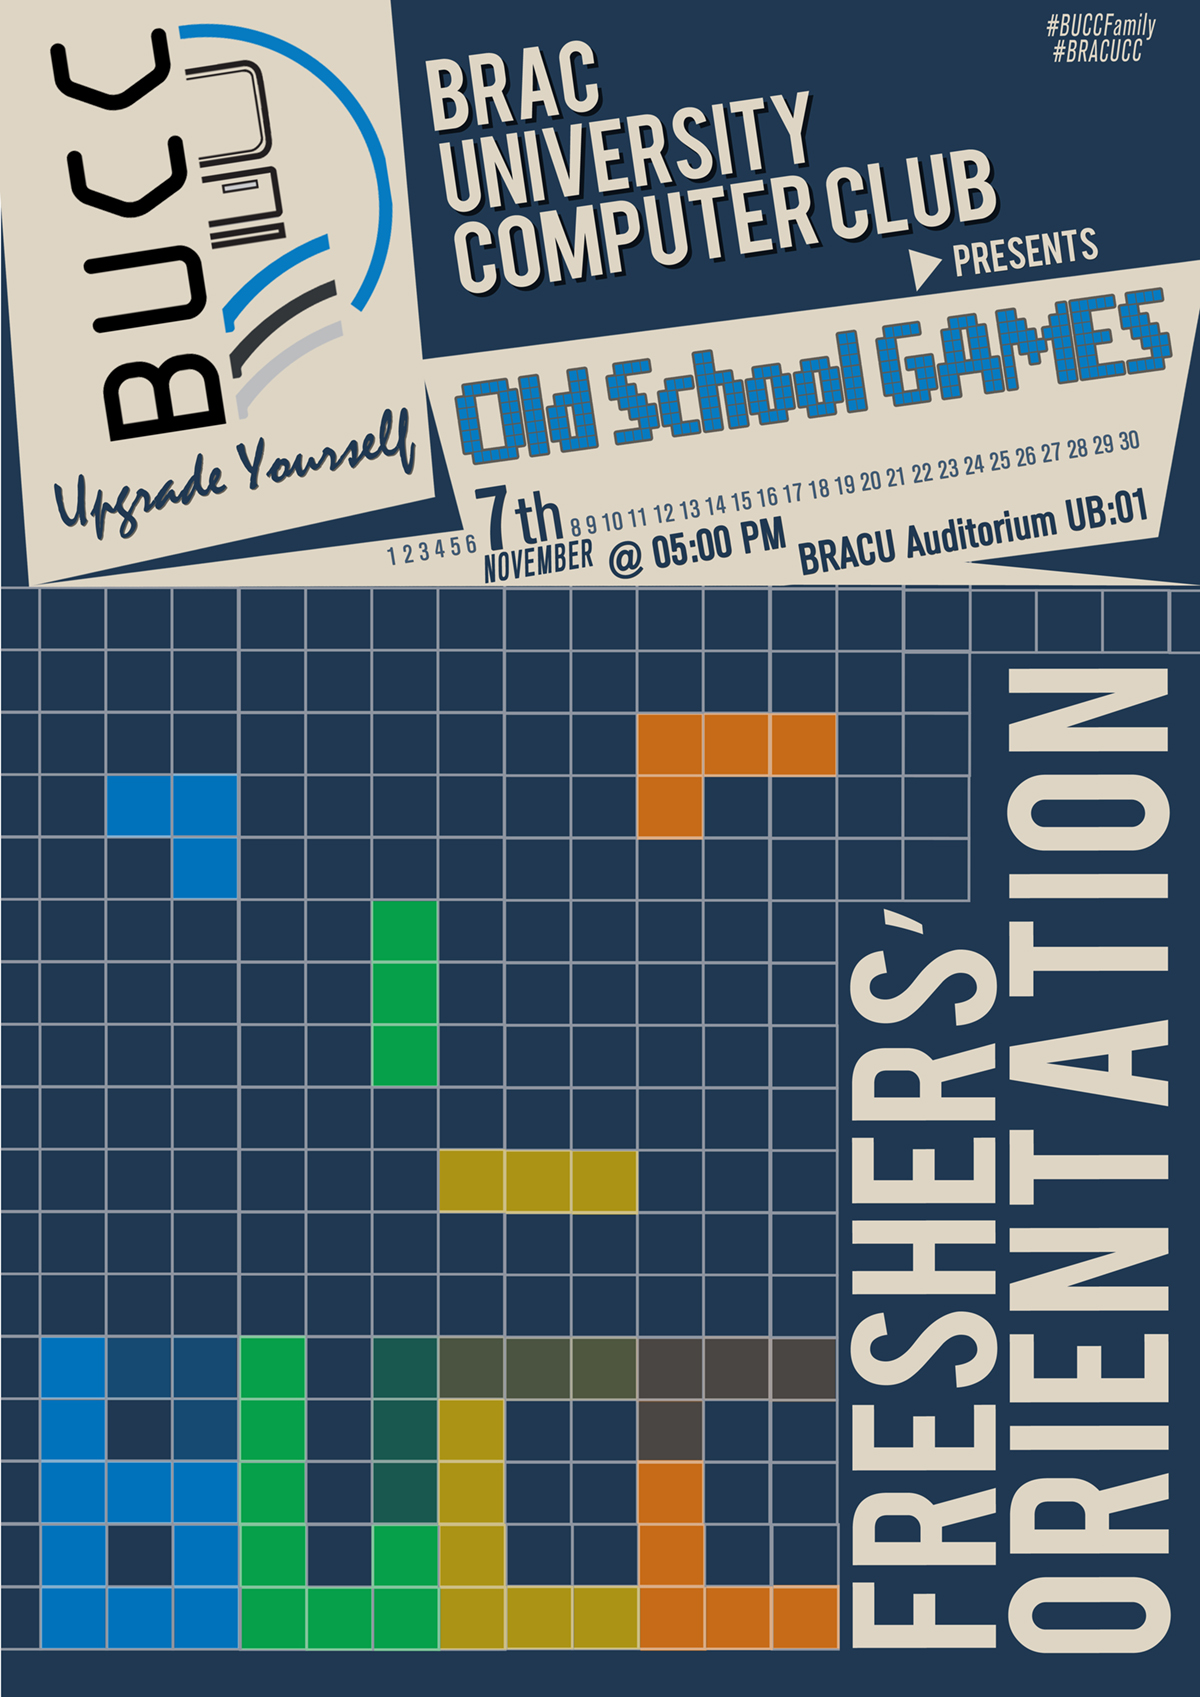 #BUCCFamily
#BRACUCC
BUCC
Upgrade Yourself
BRAC
UNIVERSITY
COMPUTER CLUB
PRESENTS
Old School GAMES
1 2 3 4 5 6 7th 8 9 10 11 12 13 14 15 16 17 18 19 20 21 22 23 24 25 26 27 28 29 30
NOVEMBER @ 05:00 PM BRACU Auditorium UB:01
FRESHERS’
ORIENTATION